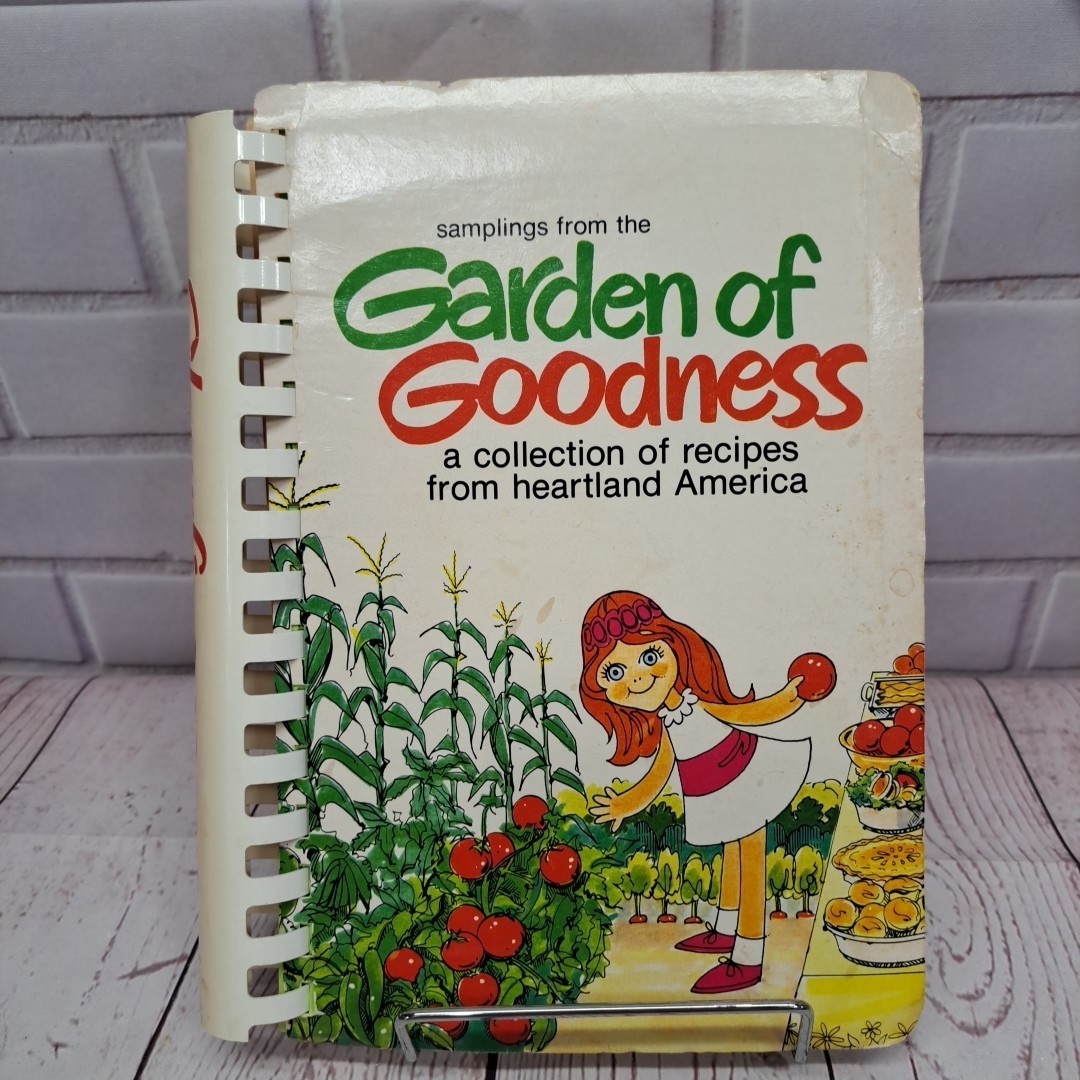 samplings from the
Garden of
Goodness
a collection of recipes
from heartland America